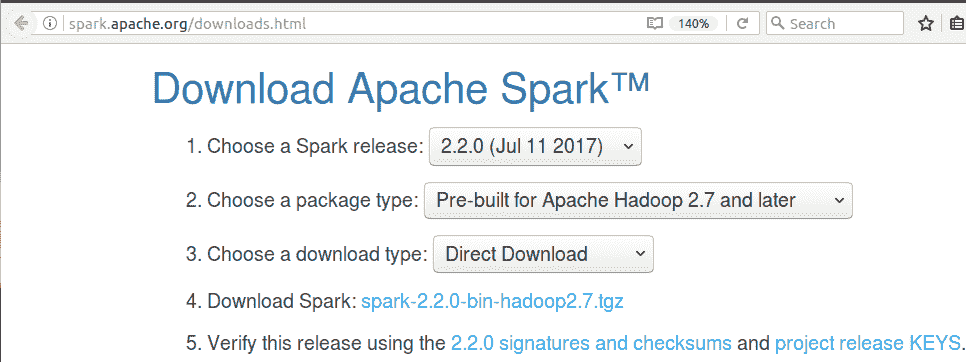 spark.apache.org/downloads.html 140% Search
Download Apache Spark™
1. Choose a Spark release: 2.2.0 (Jul 11 2017)
2. Choose a package type: Pre-built for Apache Hadoop 2.7 and later
3. Choose a download type: Direct Download
4. Download Spark: spark-2.2.0-bin-hadoop2.7.tgz
5. Verify this release using the 2.2.0 signatures and checksums and project release KEYS.